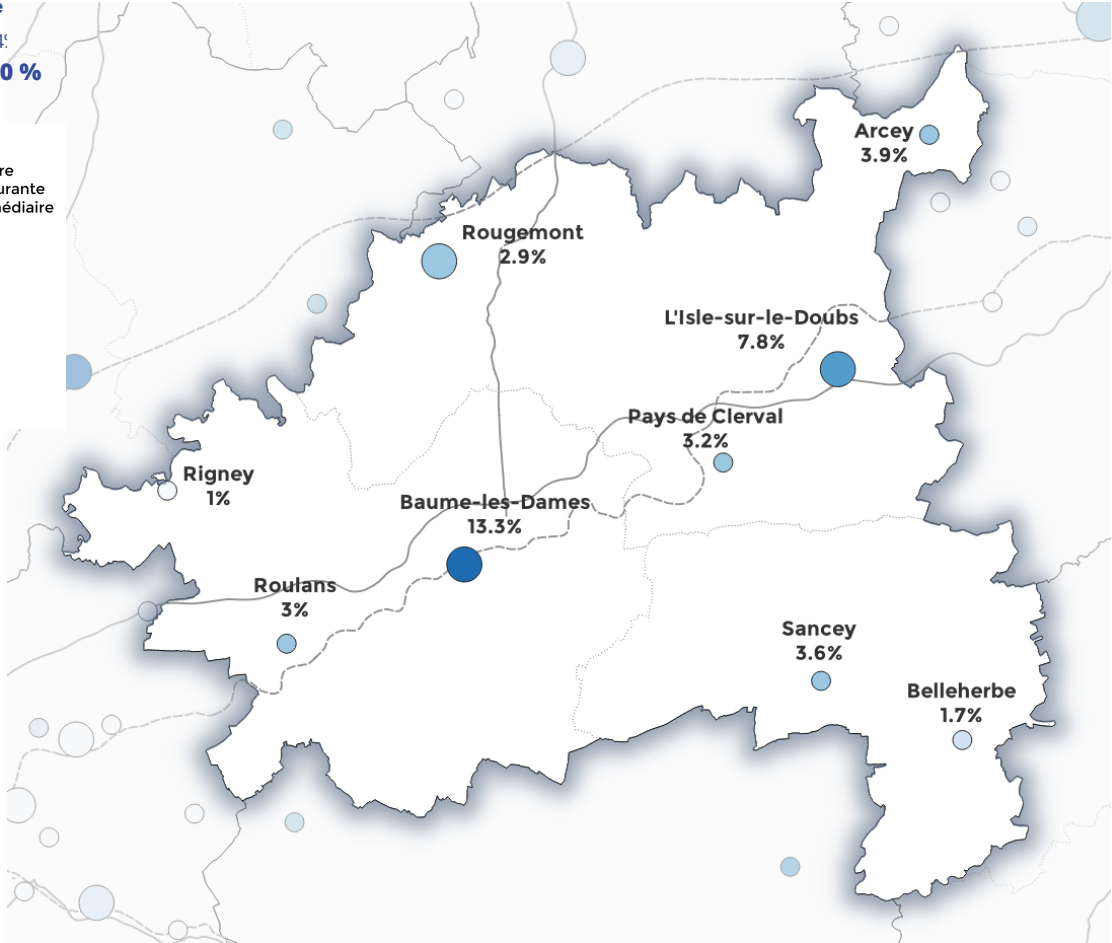 0 %
Arcey
3.9%
Rougemont
2.9%
L'Isle-sur-le-Doubs
7.8%
Pays de Clerval
3.2%
Rigney
1%
Baume-les-Dames
13.3%
Roulans
3%
Sancey
3.6%
Belleherbe
1.7%